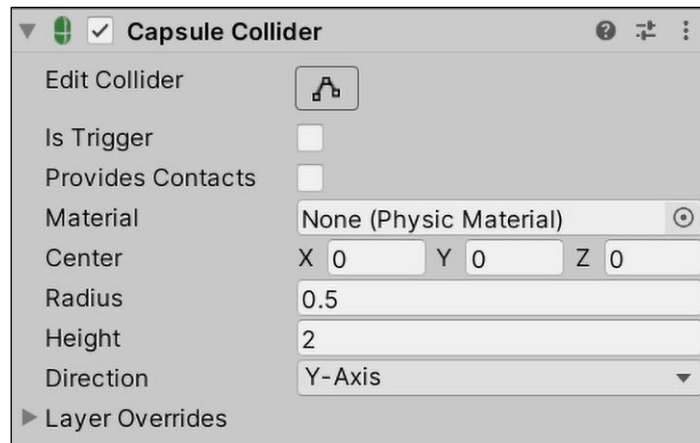 Capsule Collider
Edit Collider
Is Trigger
Provides Contacts
Material None (Physic Material)
Center X 0 Y 0 Z 0
Radius 0.5
Height 2
Direction Y-Axis
Layer Overrides